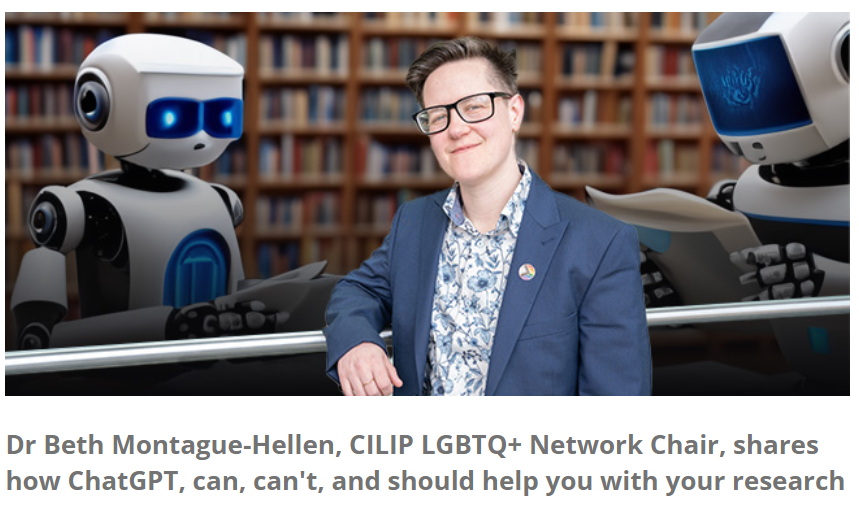 Dr Beth Montague-Hellen, CILIP LGBTQ+ Network Chair, shares
how ChatGPT, can, can't, and should help you with your research